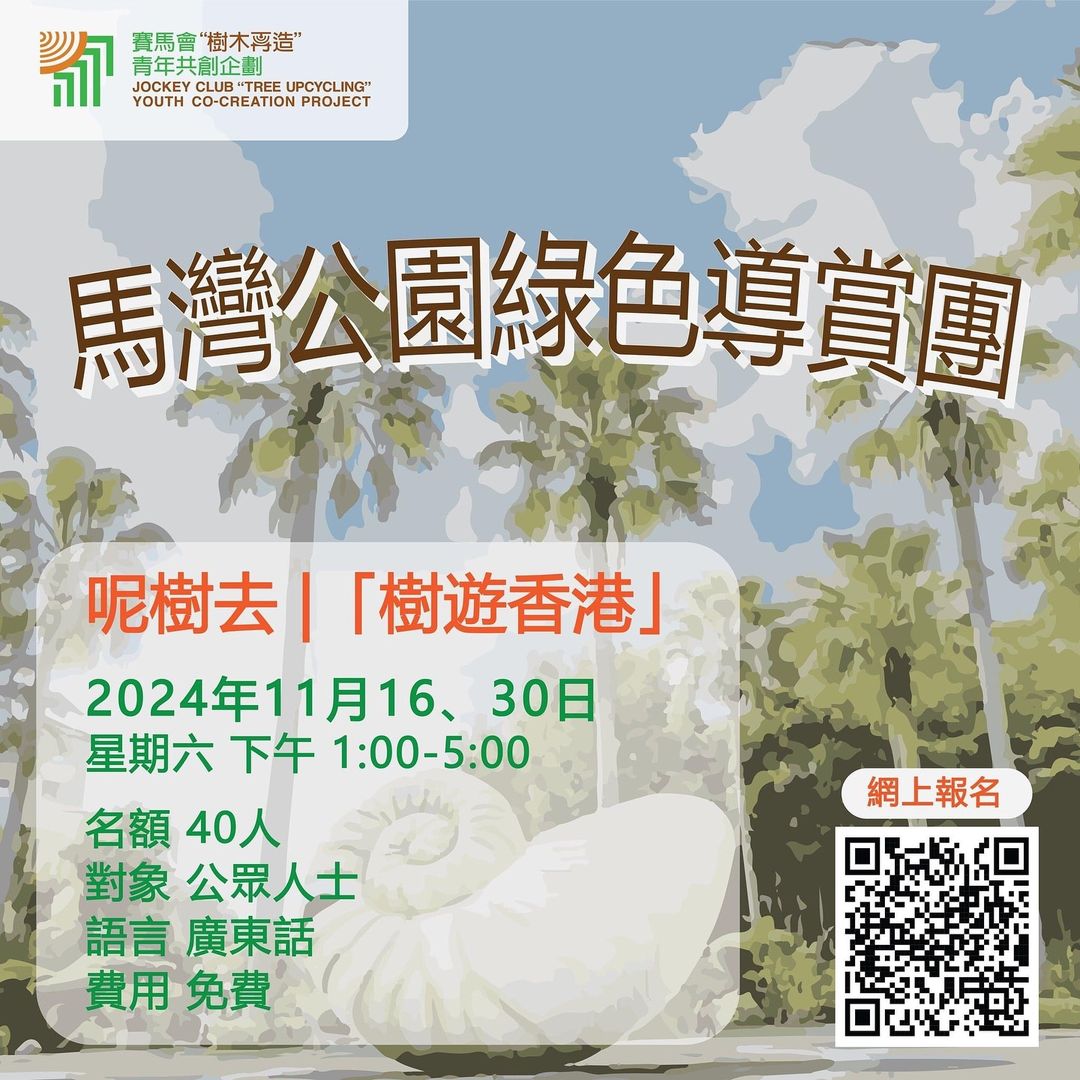 賽馬會“樹木再造”
青年共創企劃
JOCKEY CLUB “TREE UPCYCLING”
YOUTH CO-CREATION PROJECT
馬灣公園綠色導賞團
呢樹去 |「樹遊香港」
2024年11月16、30日
星期六 下午 1:00-5:00
名額 40人
對象 公眾人士
語言 廣東話
費用 免費
網上報名